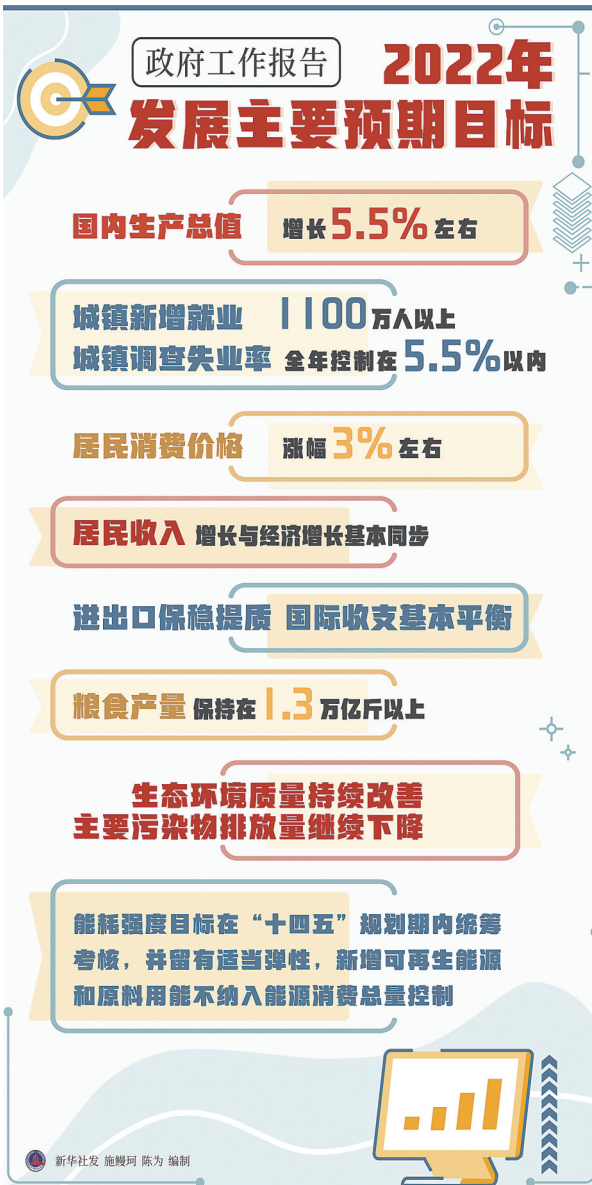 政府工作报告
2022年
发展主要预期目标
国内生产总值 增长5.5%左右
城镇新增就业 1100万人以上
城镇调查失业率 全年控制在5.5%以内
居民消费价格 涨幅3%左右
居民收入 增长与经济增长基本同步
进出口保稳提质 国际收支基本平衡
粮食产量 保持在1.3万亿斤以上
生态环境质量持续改善
主要污染物排放量继续下降
能耗强度目标在“十四五”规划期内统筹
考核，并留有适当弹性，新增可再生能源
和原料用能不纳入能源消费总量控制
新华社发 施鳗珂 陈为 编制